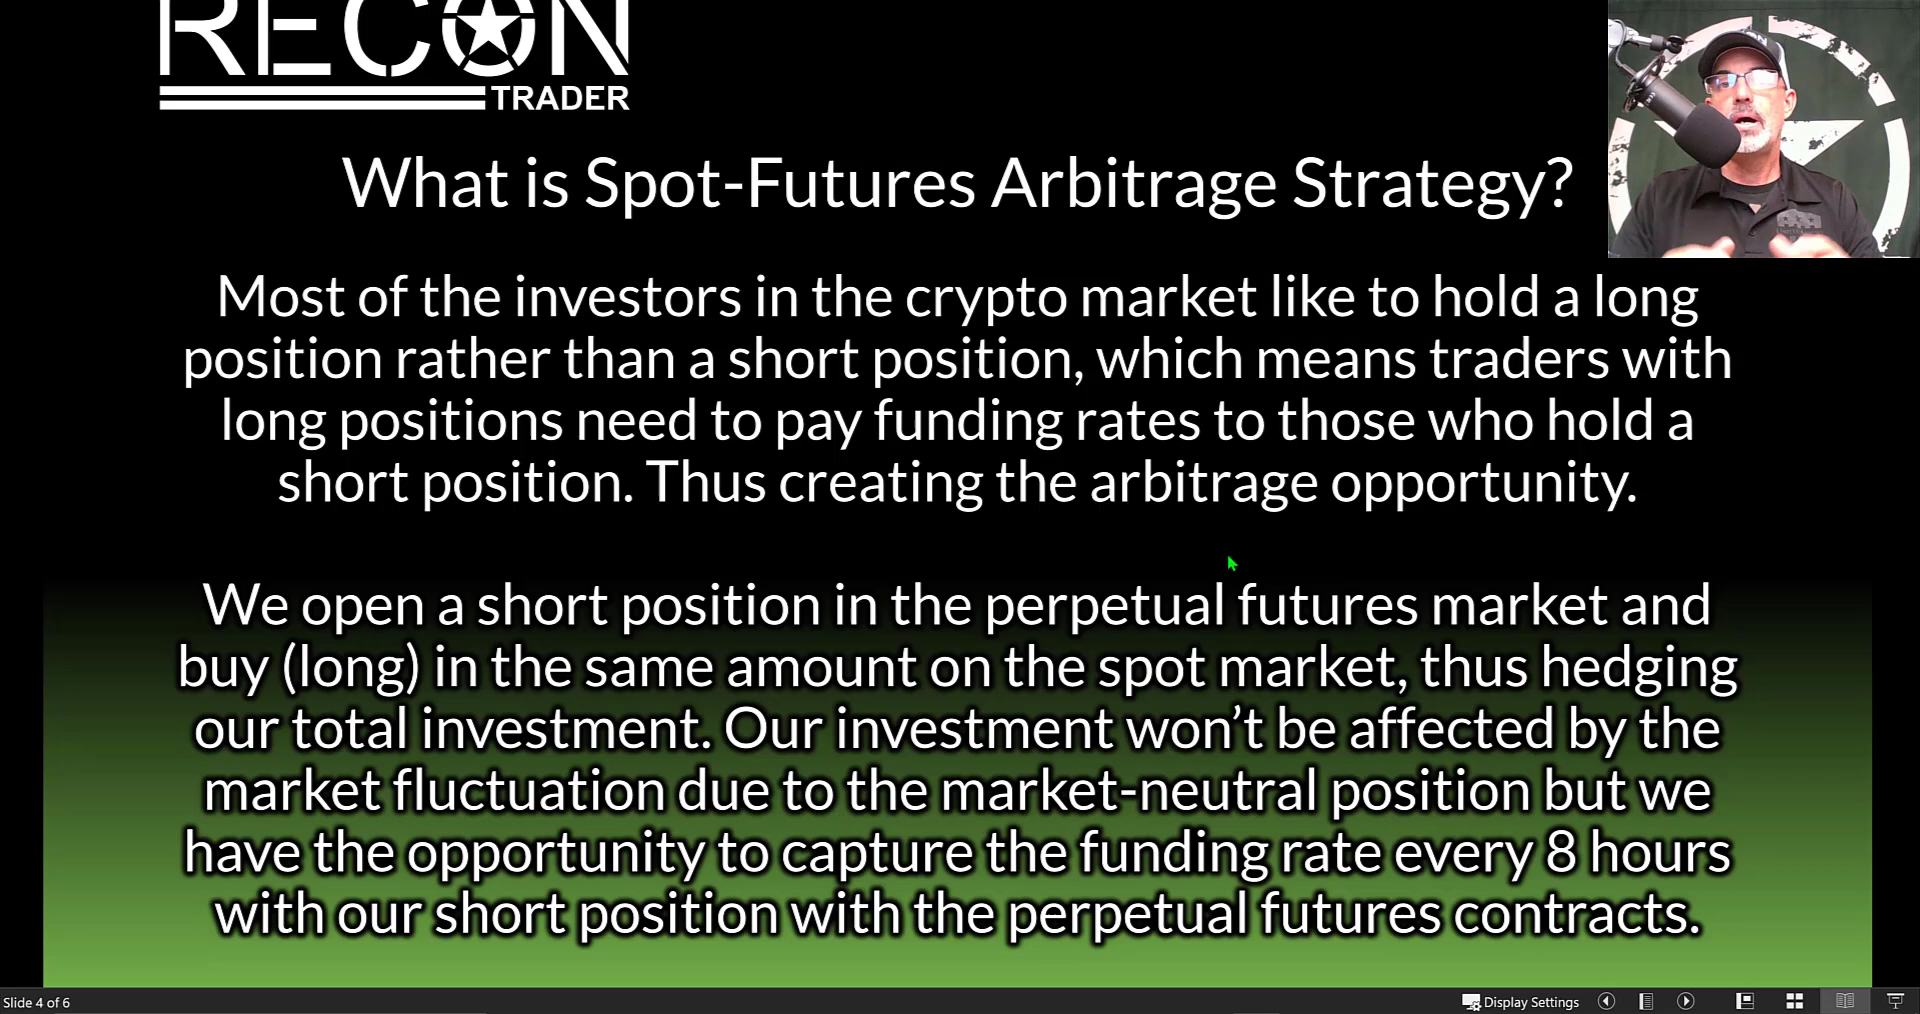 RECON
TRADER
What is Spot-Futures Arbitrage Strategy?
Most of the investors in the crypto market like to hold a long
position rather than a short position, which means traders with
long positions need to pay funding rates to those who hold a
short position. Thus creating the arbitrage opportunity.
We open a short position in the perpetual futures market and
buy (long) in the same amount on the spot market, thus hedging
our total investment. Our investment won’t be affected by the
market fluctuation due to the market-neutral position but we
have the opportunity to capture the funding rate every 8 hours
with our short position with the perpetual futures contracts.
Slide 4 of 6
Display Settings